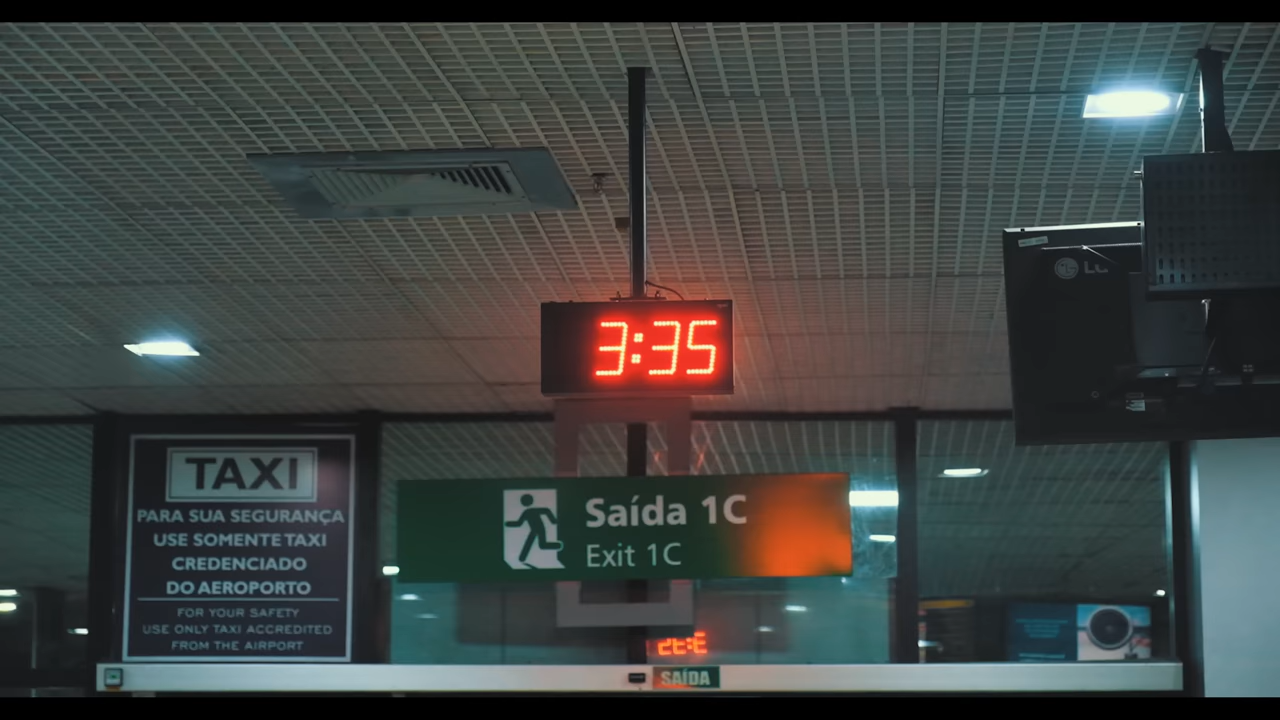 3:35
LG
TAXI
PARA SUA SEGURANÇA
USE SOMENTE TAXI
CREDENCIADO
DO AEROPORTO
FOR YOUR SAFETY
USE ONLY TAXI ACCREDITED
FROM THE AIRPORT
Saída 1C
Exit 1C
SAÍDA